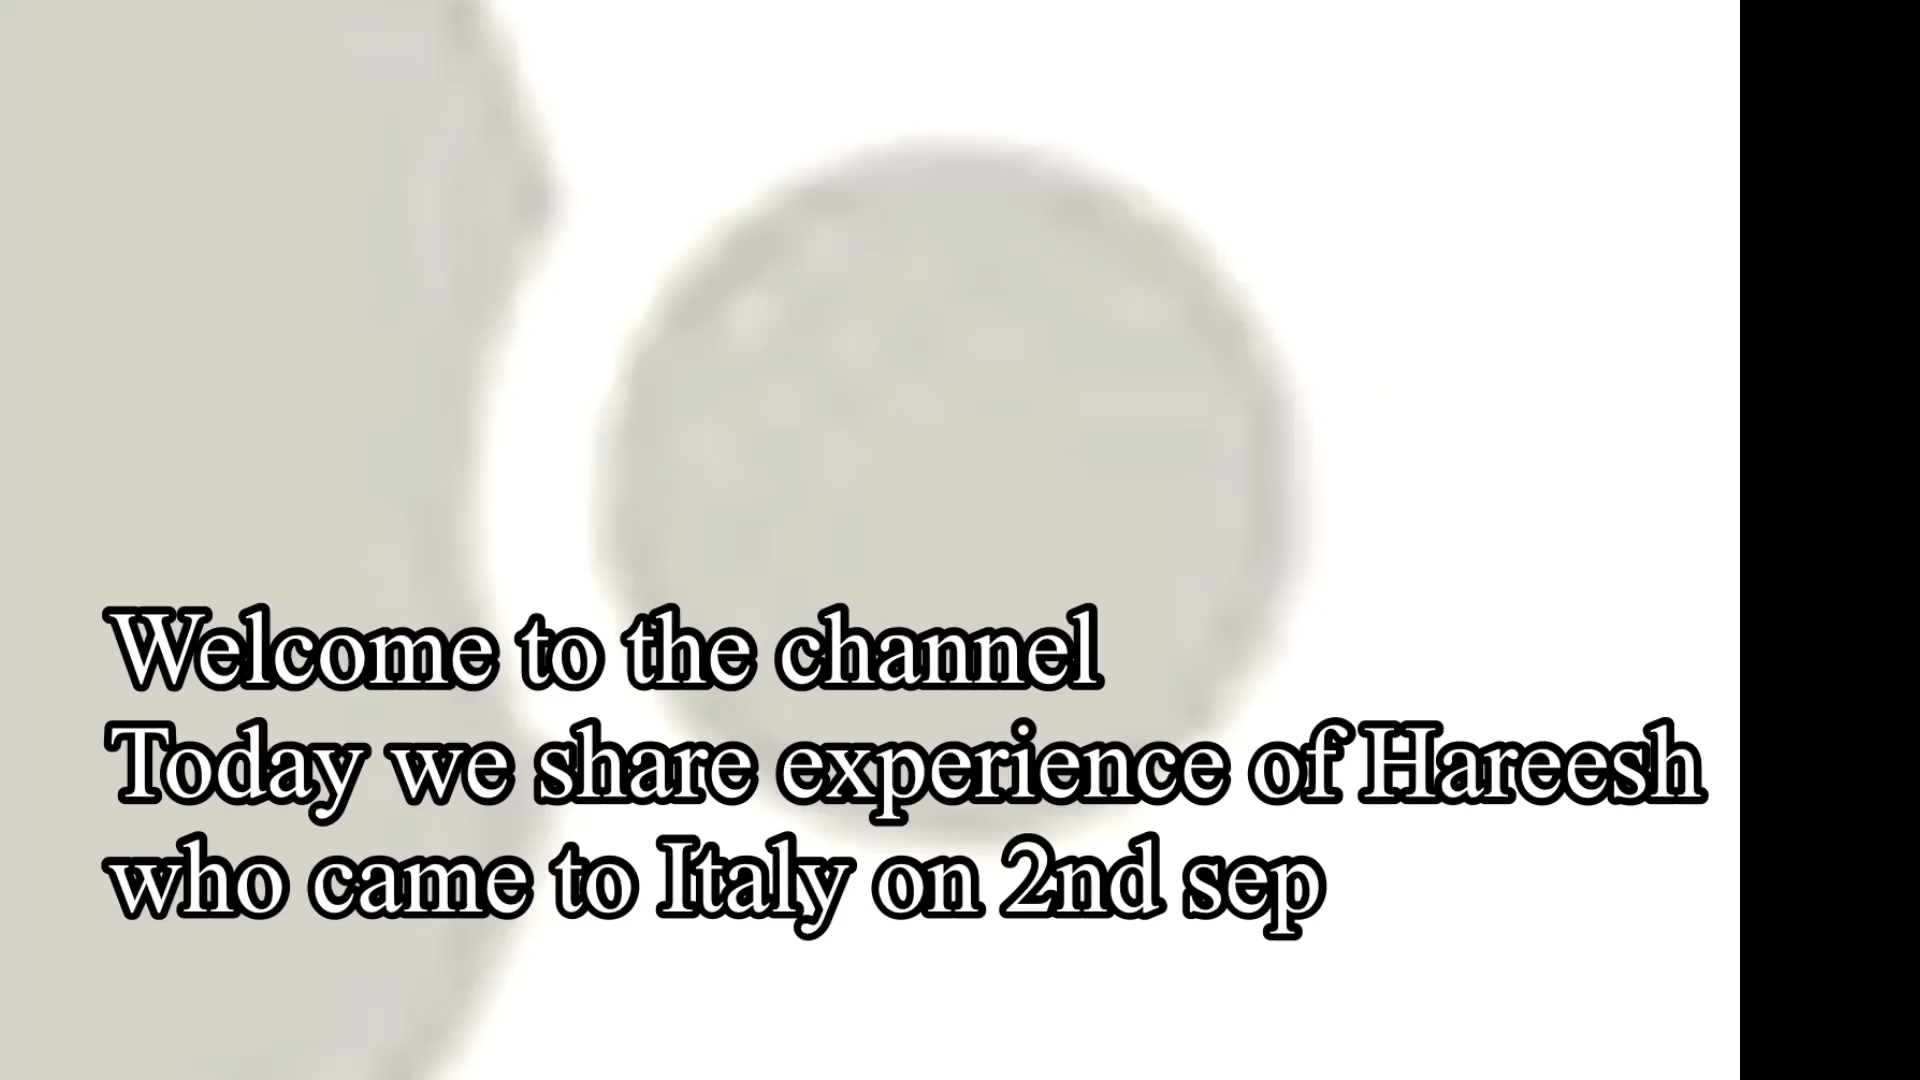 Welcome to the channel
Today we share experience of Hareesh
who came to Italy on 2nd sep